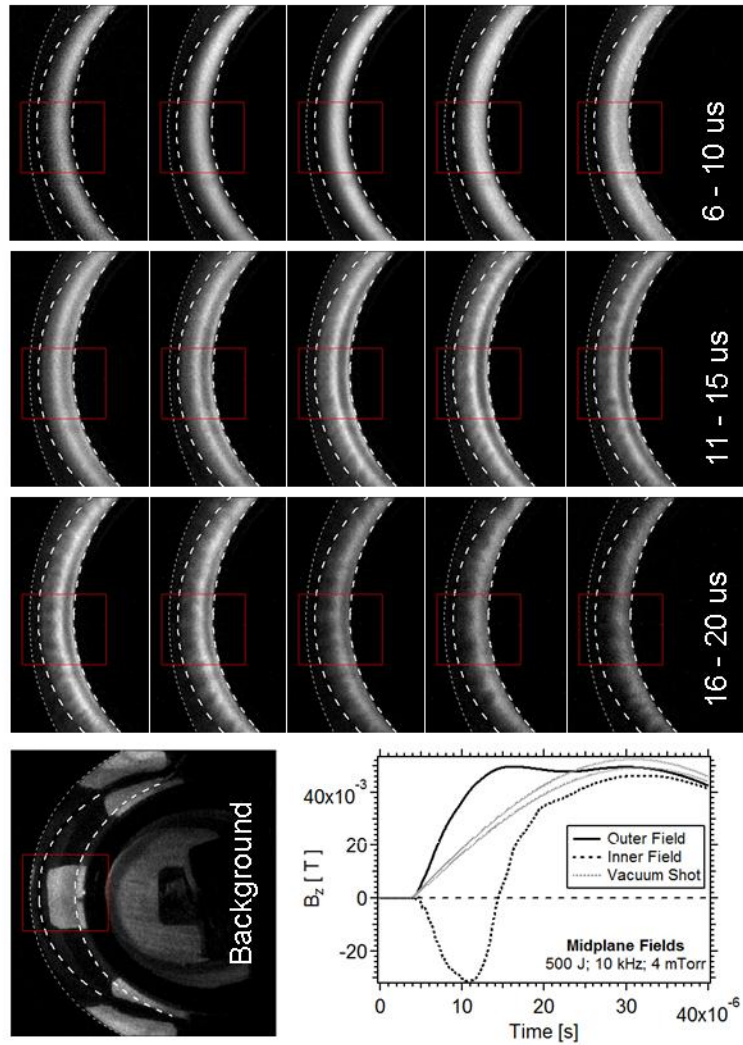 6 - 10 us
11 - 15 us
16 - 20 us
Background
40x10⁻³
20
0
-20
B_z [ T ]
Outer Field
Inner Field
Vacuum Shot
Midplane Fields
500 J; 10 kHz; 4 mTorr
0
10
20
30
40x10⁻⁶
Time [s]